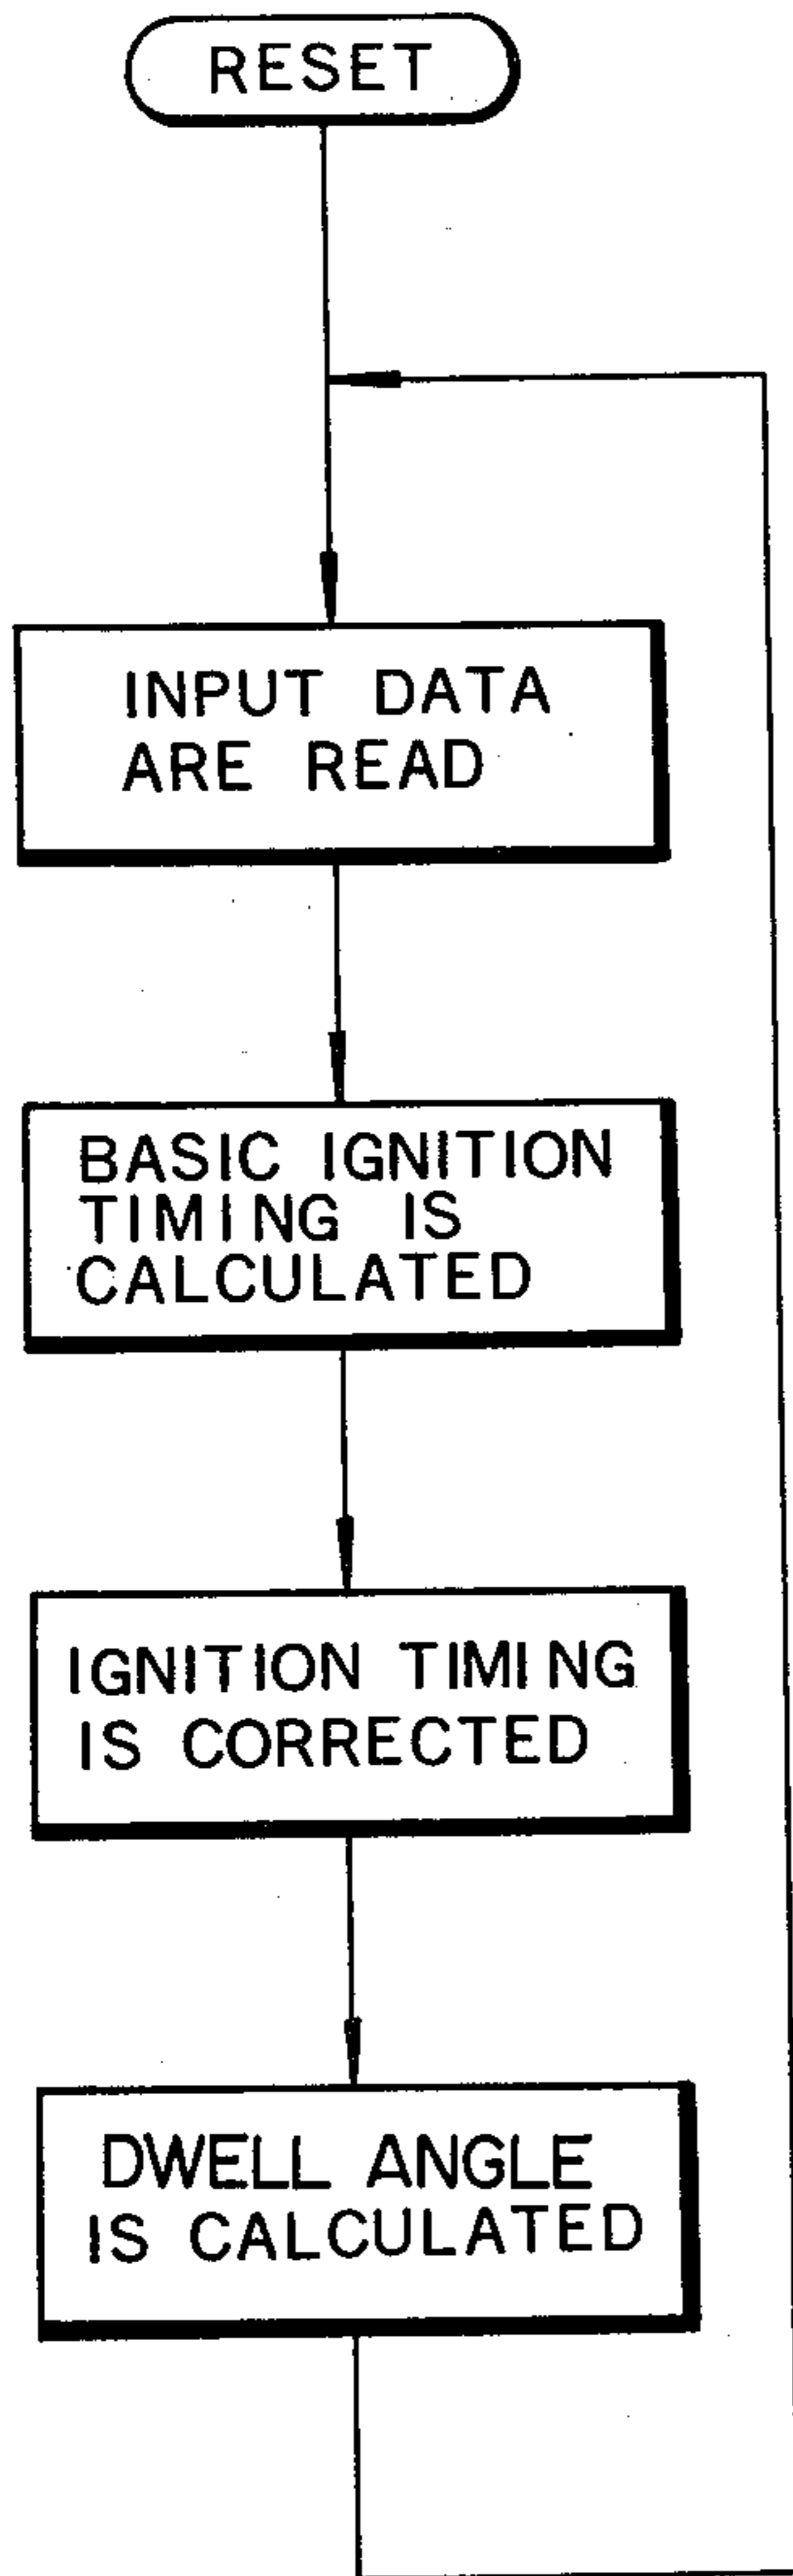 RESET
INPUT DATA
ARE READ
BASIC IGNITION
TIMING IS
CALCULATED
IGNITION TIMING
IS CORRECTED
DWELL ANGLE
IS CALCULATED